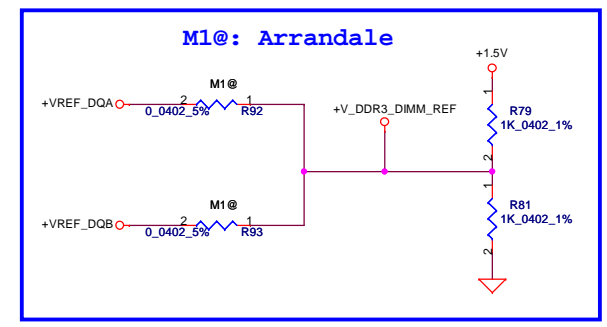 M1@: Arrandale
+1.5V
M1@
+VREF_DQA
2
1
0_0402_5%
R92
+V_DDR3_DIMM_REF
1
R79
1K_0402_1%
2
M1@
+VREF_DQB
2
1
0_0402_5%
R93
1
R81
1K_0402_1%
2